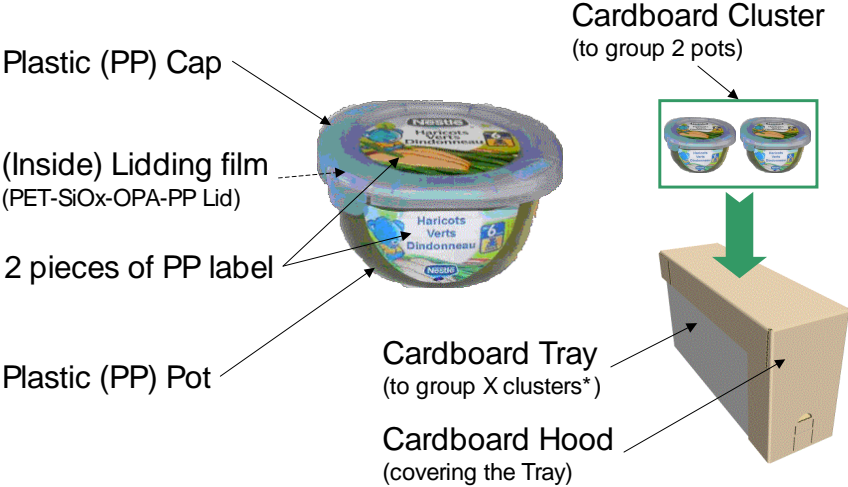 Cardboard Cluster
(to group 2 pots)
Plastic (PP) Cap
(Inside) Lidding film
(PET-SiOx-OPA-PP Lid)
2 pieces of PP label
Plastic (PP) Pot
Nestlé
Haricots
Verts
Dindonneau
6
Haricots
Verts
Dindonneau
6
Nestlé
Cardboard Tray
(to group X clusters*)
Cardboard Hood
(covering the Tray)